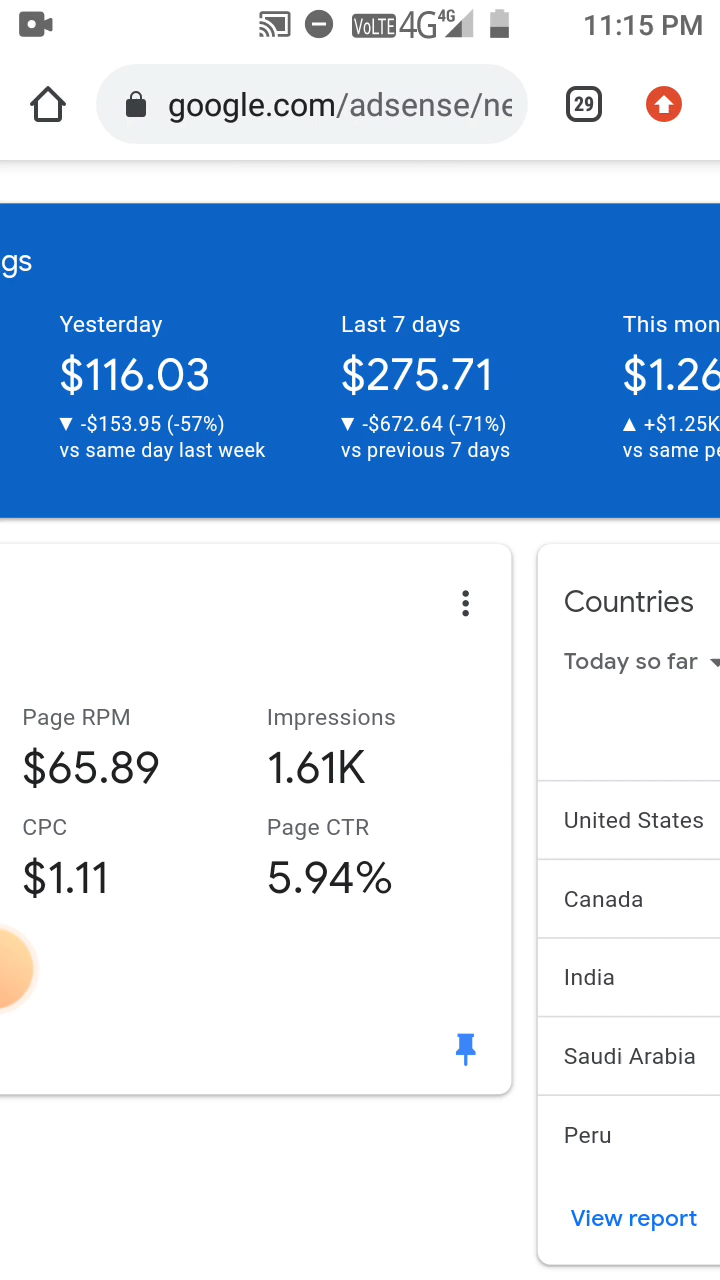 VoLTE 4G 4G 11:15 PM
google.com/adsense/ne
29
gs
Yesterday
$116.03
▼ -$153.95 (-57%)
vs same day last week
Last 7 days
$275.71
▼ -$672.64 (-71%)
vs previous 7 days
This mon
$1.26
▲ +$1.25K
vs same pe
Page RPM
$65.89
Impressions
1.61K
CPC
$1.11
Page CTR
5.94%
Countries
Today so far
United States
Canada
India
Saudi Arabia
Peru
View report